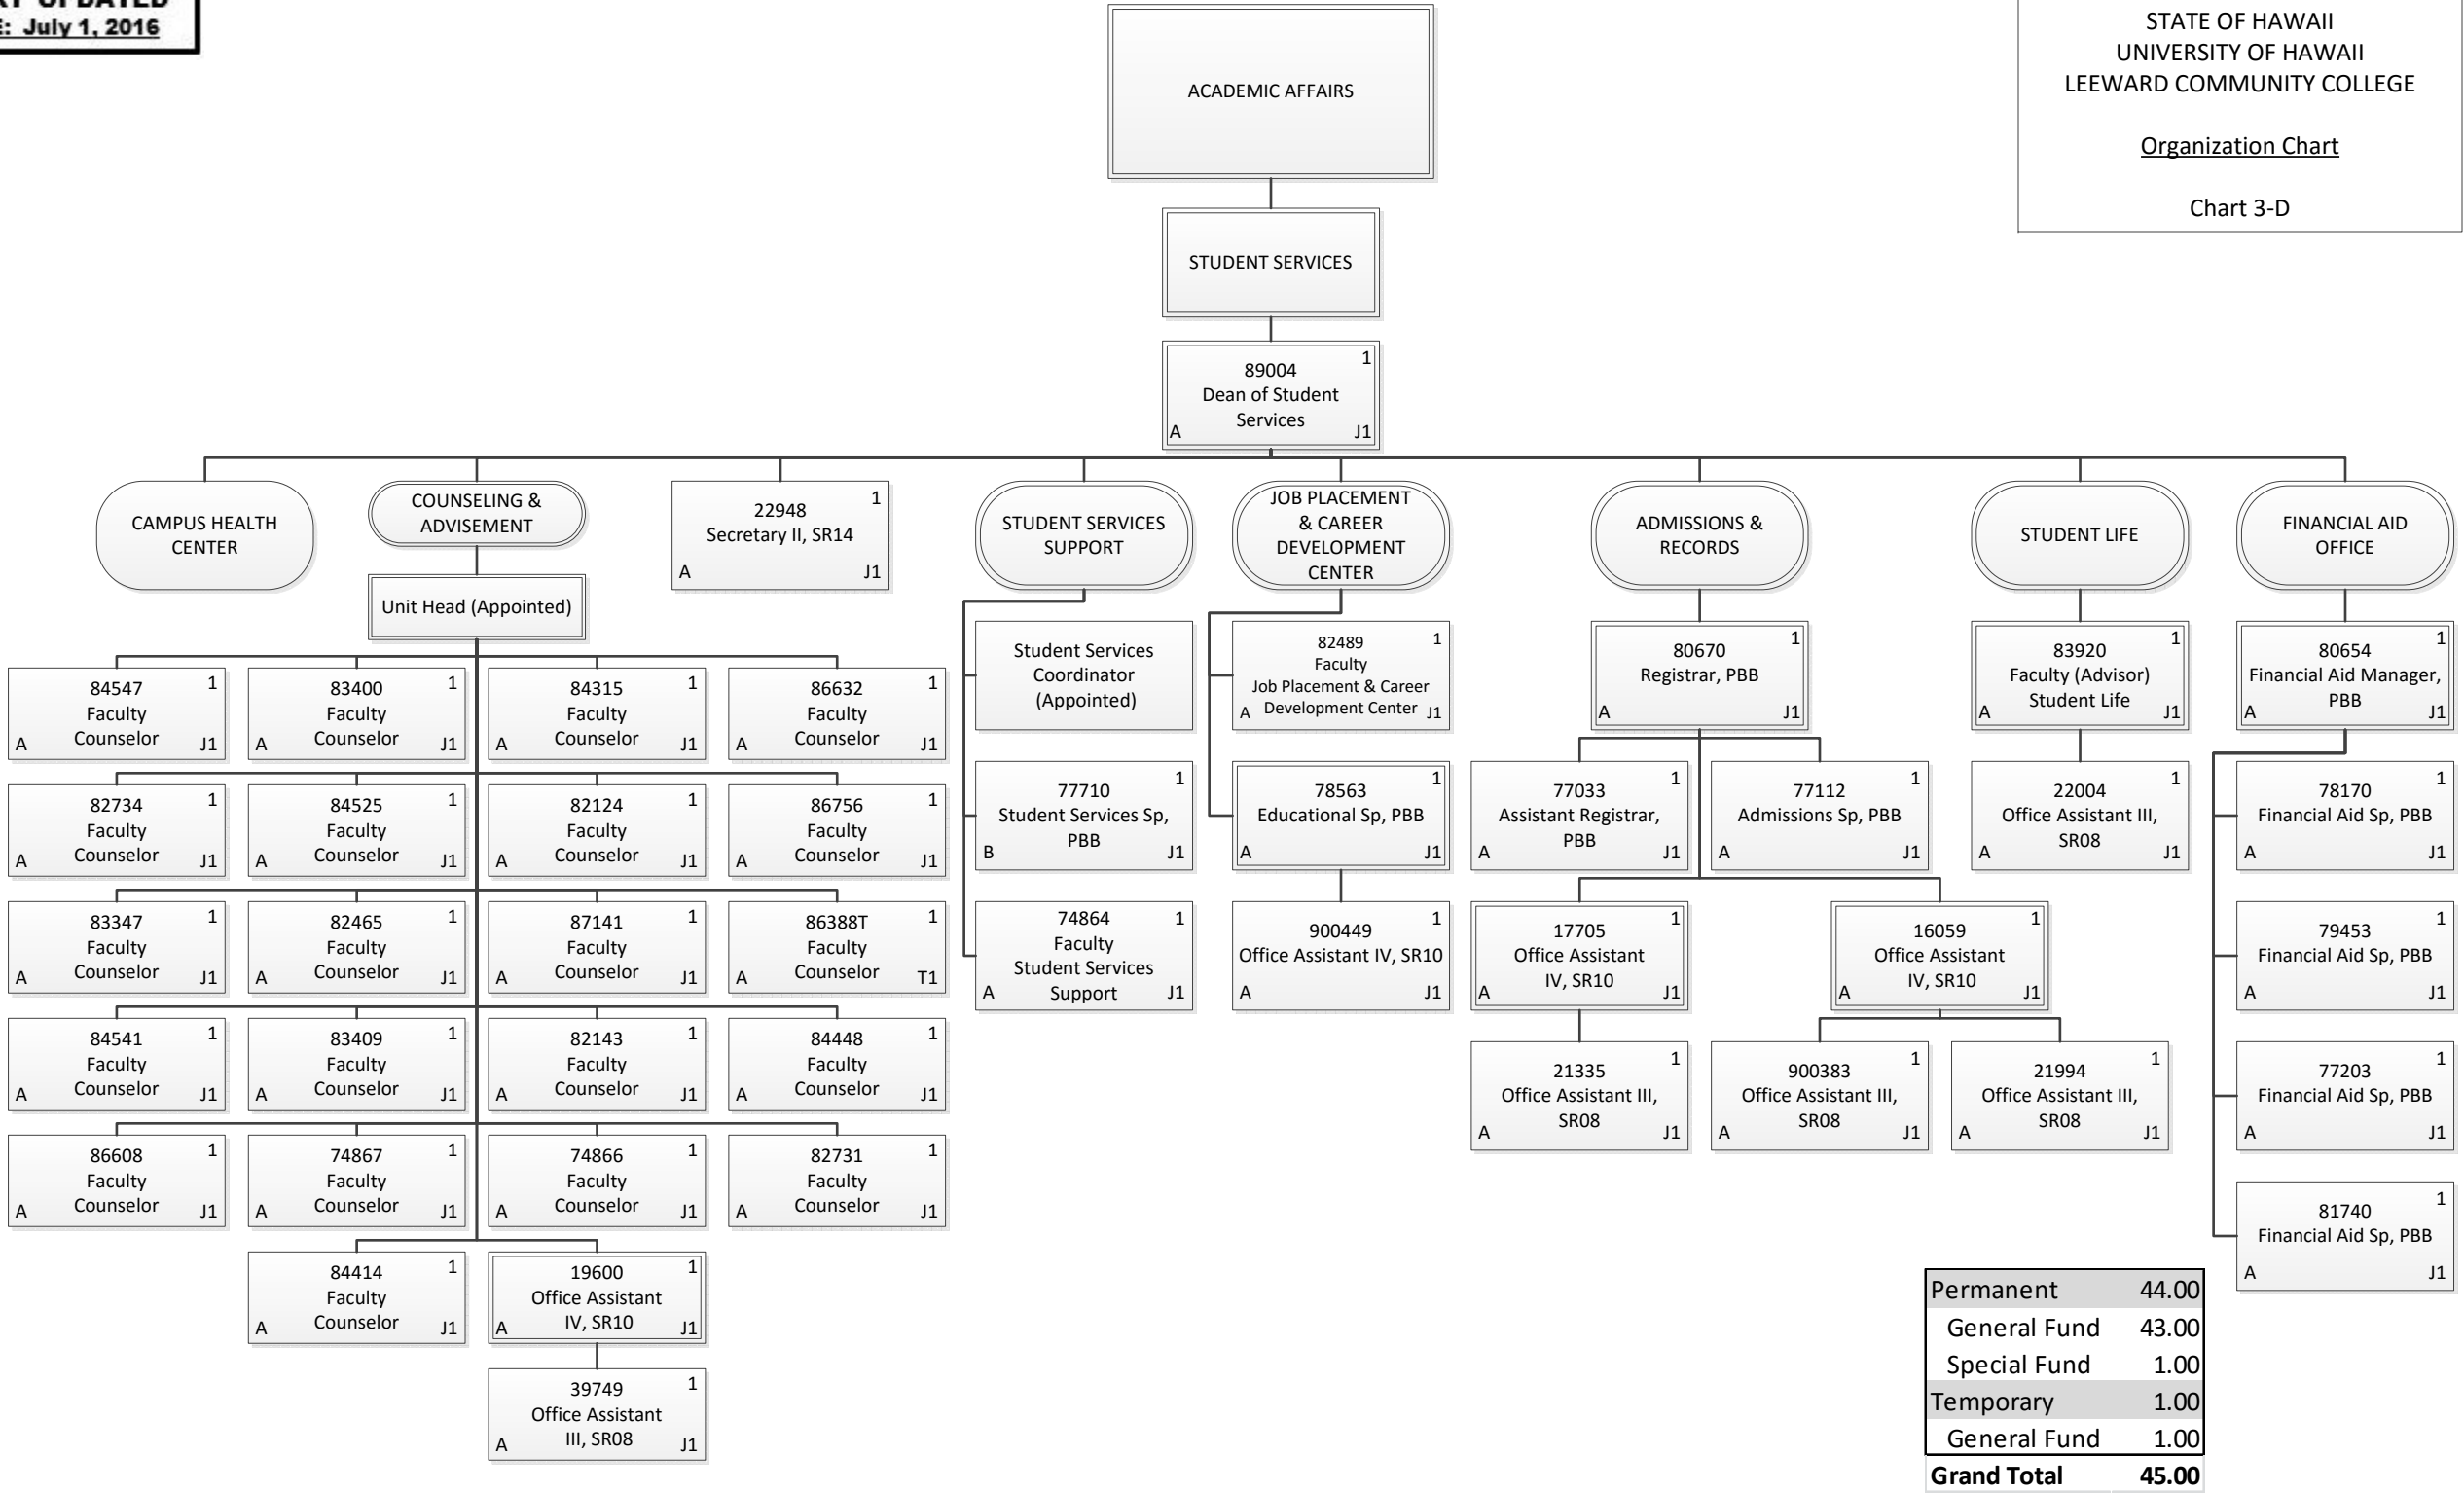 UPDATED
July 1, 2016
STATE OF HAWAII
UNIVERSITY OF HAWAII
LEEWARD COMMUNITY COLLEGE
Organization Chart
Chart 3-D
ACADEMIC AFFAIRS
STUDENT SERVICES
1
89004
Dean of Student
Services
A J1
CAMPUS HEALTH
CENTER
COUNSELING &
ADVISEMENT
Unit Head (Appointed)
84547 1
Faculty
Counselor
A J1
83400 1
Faculty
Counselor
A J1
84315 1
Faculty
Counselor
A J1
86632 1
Faculty
Counselor
A J1
82734 1
Faculty
Counselor
A J1
84525 1
Faculty
Counselor
A J1
82124 1
Faculty
Counselor
A J1
86756 1
Faculty
Counselor
A J1
83347 1
Faculty
Counselor
A J1
82465 1
Faculty
Counselor
A J1
87141 1
Faculty
Counselor
A J1
86388T 1
Faculty
Counselor
A T1
84541 1
Faculty
Counselor
A J1
83409 1
Faculty
Counselor
A J1
82143 1
Faculty
Counselor
A J1
84448 1
Faculty
Counselor
A J1
86608 1
Faculty
Counselor
A J1
74867 1
Faculty
Counselor
A J1
74866 1
Faculty
Counselor
A J1
82731 1
Faculty
Counselor
A J1
84414 1
Faculty
Counselor
A J1
19600 1
Office Assistant
IV, SR10
A J1
39749 1
Office Assistant
III, SR08
A J1
22948 1
Secretary II, SR14
A J1
STUDENT SERVICES
SUPPORT
Student Services
Coordinator
(Appointed)
77710 1
Student Services Sp,
PBB
B J1
74864 1
Faculty
Student Services
Support
A J1
JOB PLACEMENT
& CAREER
DEVELOPMENT
CENTER
82489 1
Faculty
Job Placement & Career
Development Center
A J1
78563 1
Educational Sp, PBB
A J1
900449 1
Office Assistant IV, SR10
A J1
ADMISSIONS &
RECORDS
80670 1
Registrar, PBB
A J1
77033 1
Assistant Registrar,
PBB
A J1
77112 1
Admissions Sp, PBB
A J1
17705 1
Office Assistant
IV, SR10
A J1
16059 1
Office Assistant
IV, SR10
A J1
21335 1
Office Assistant III,
SR08
A J1
900383 1
Office Assistant III,
SR08
A J1
21994 1
Office Assistant III,
SR08
A J1
STUDENT LIFE
83920 1
Faculty (Advisor)
Student Life
A J1
22004 1
Office Assistant III,
SR08
A J1
FINANCIAL AID
OFFICE
80654 1
Financial Aid Manager,
PBB
A J1
78170 1
Financial Aid Sp, PBB
A J1
79453 1
Financial Aid Sp, PBB
A J1
77203 1
Financial Aid Sp, PBB
A J1
81740 1
Financial Aid Sp, PBB
A J1
Permanent 44.00
General Fund 43.00
Special Fund 1.00
Temporary 1.00
General Fund 1.00
Grand Total 45.00